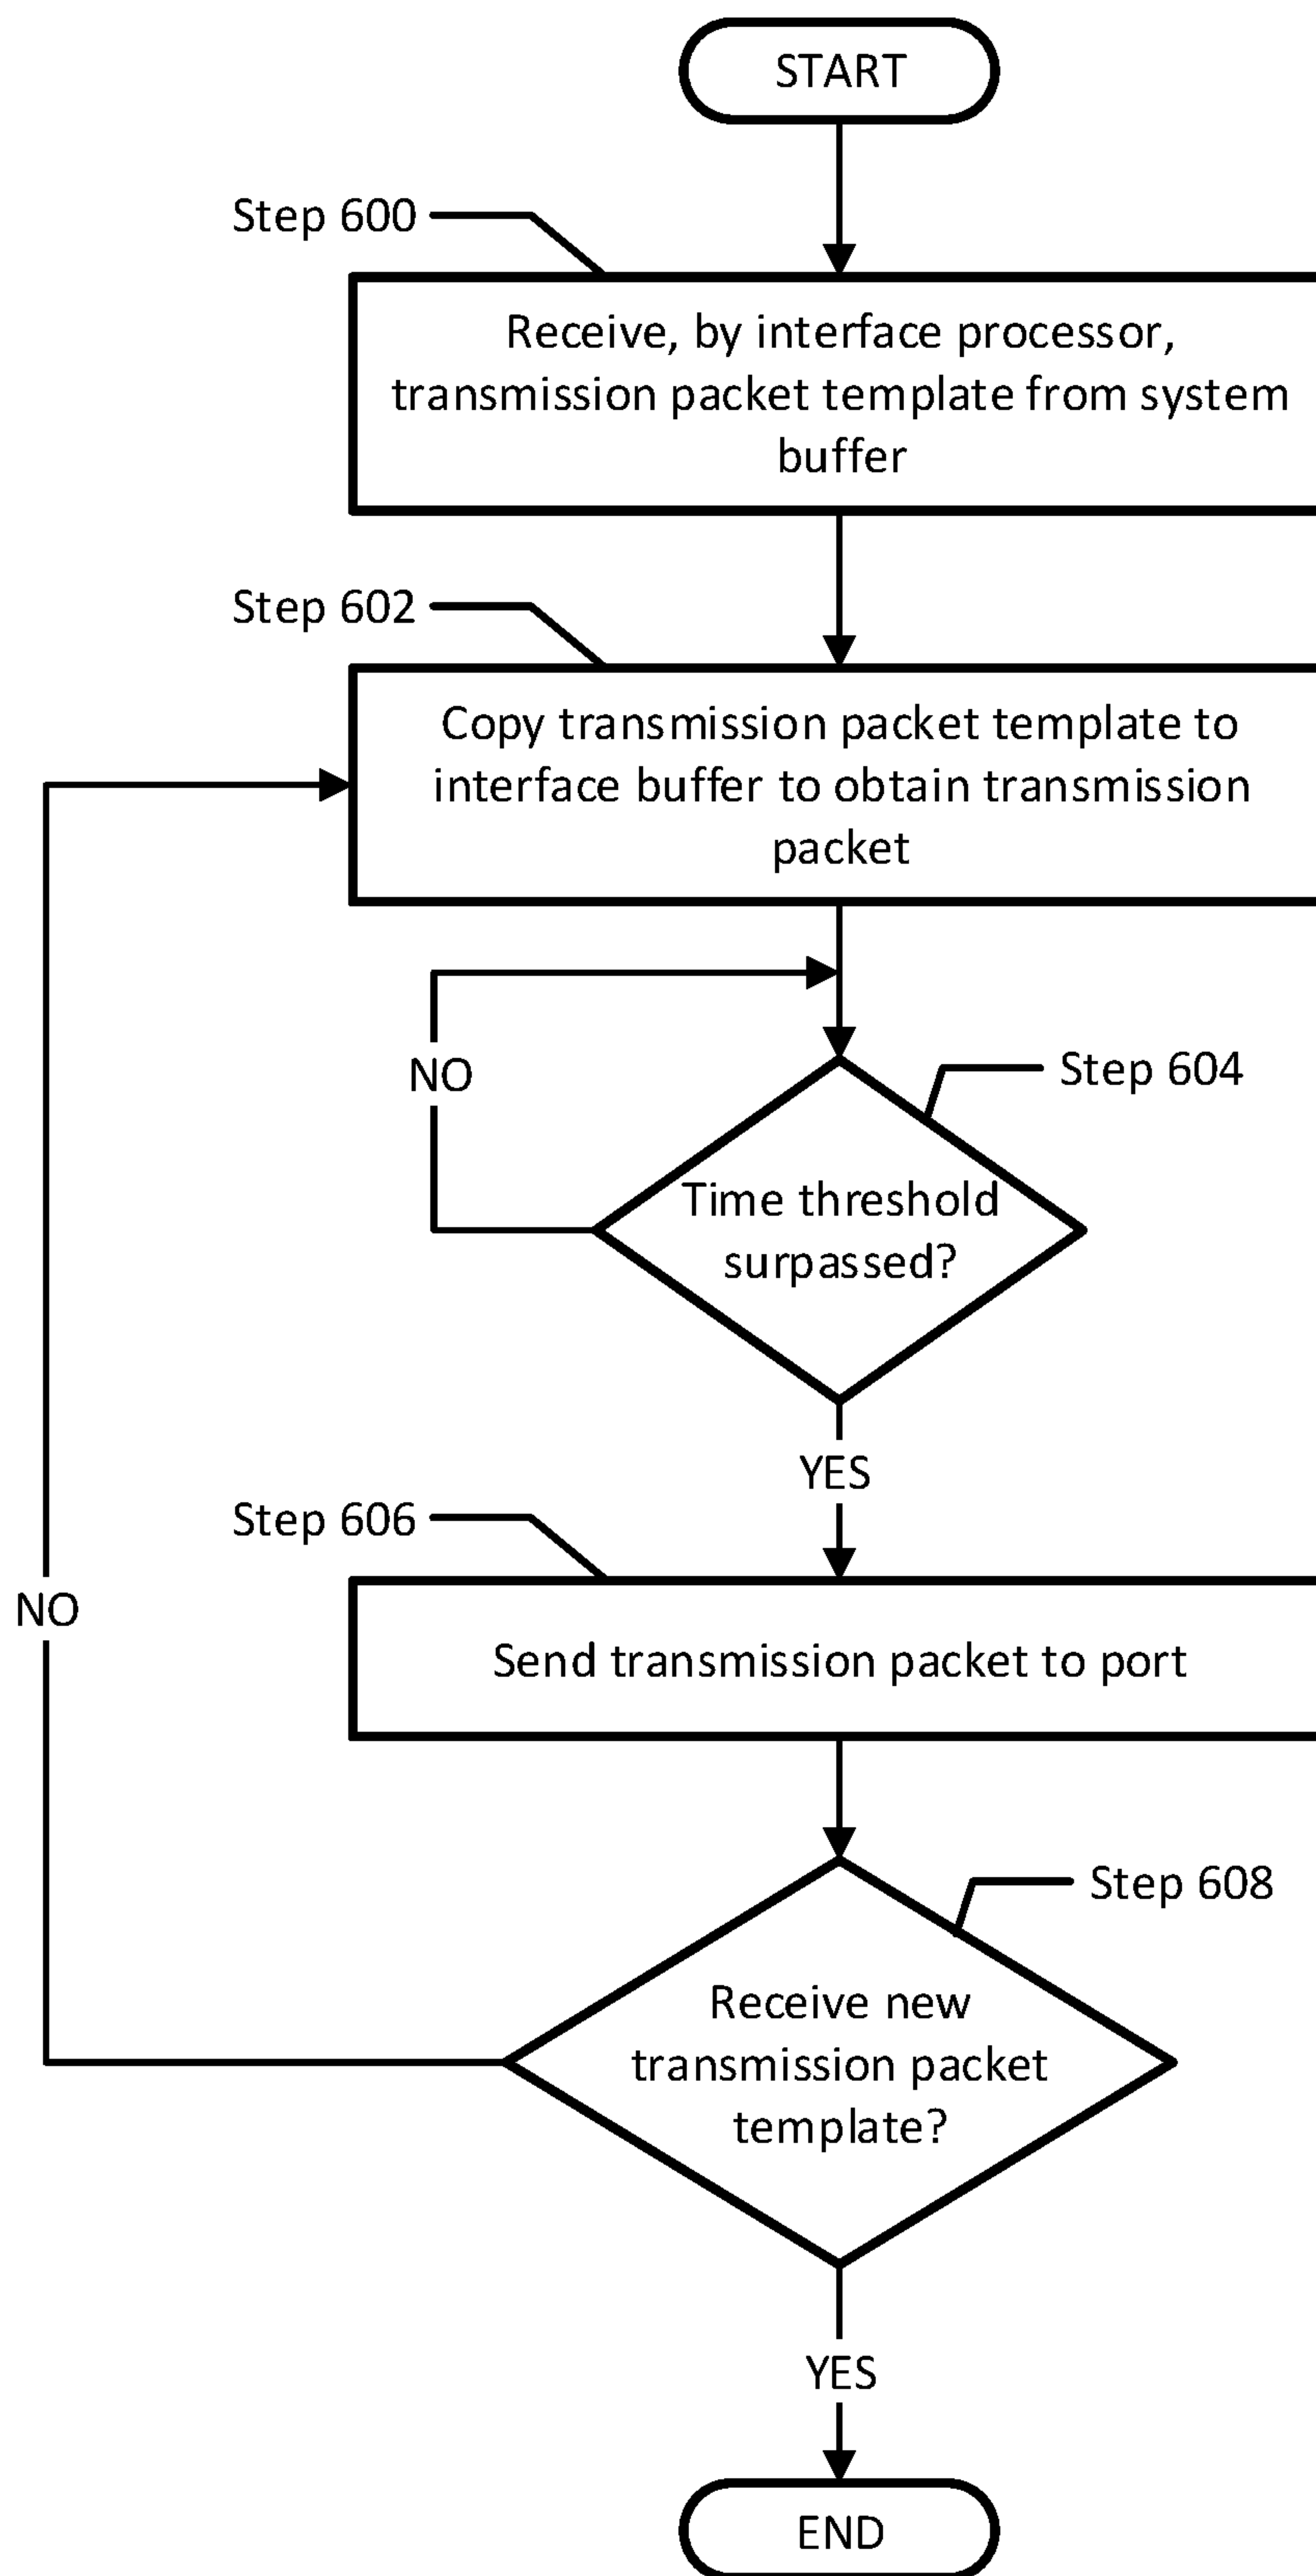 START
Step 600
Receive, by interface processor,
transmission packet template from system
buffer
Step 602
Copy transmission packet template to
interface buffer to obtain transmission
packet
NO
Step 604
Time threshold
surpassed?
YES
Step 606
NO
Send transmission packet to port
Step 608
Receive new
transmission packet
template?
YES
END